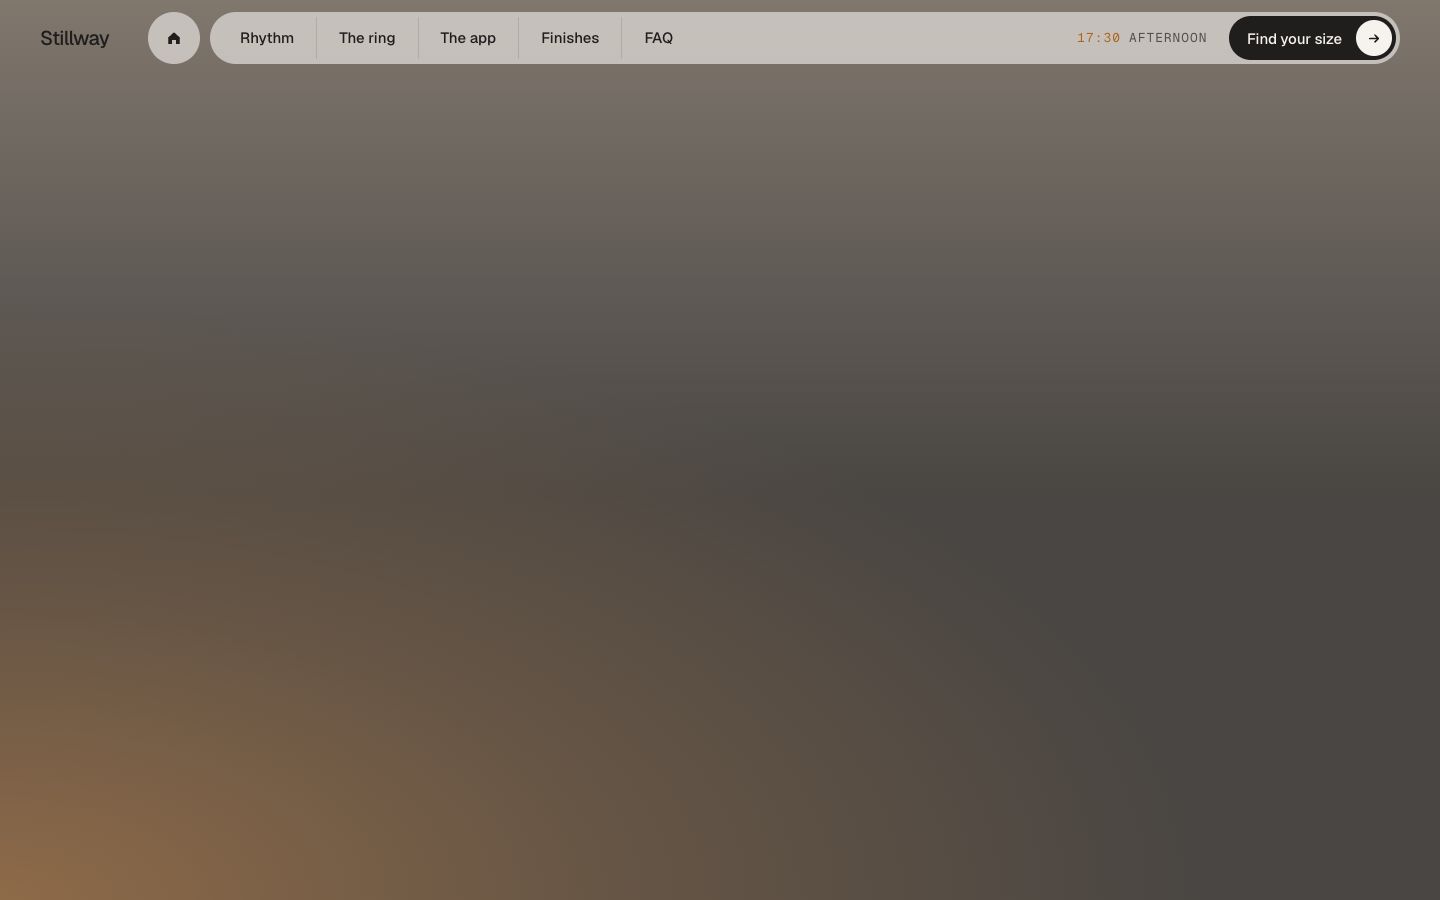 Stillway
Rhythm
The ring
The app
Finishes
FAQ
17:30 AFTERNOON
Find your size